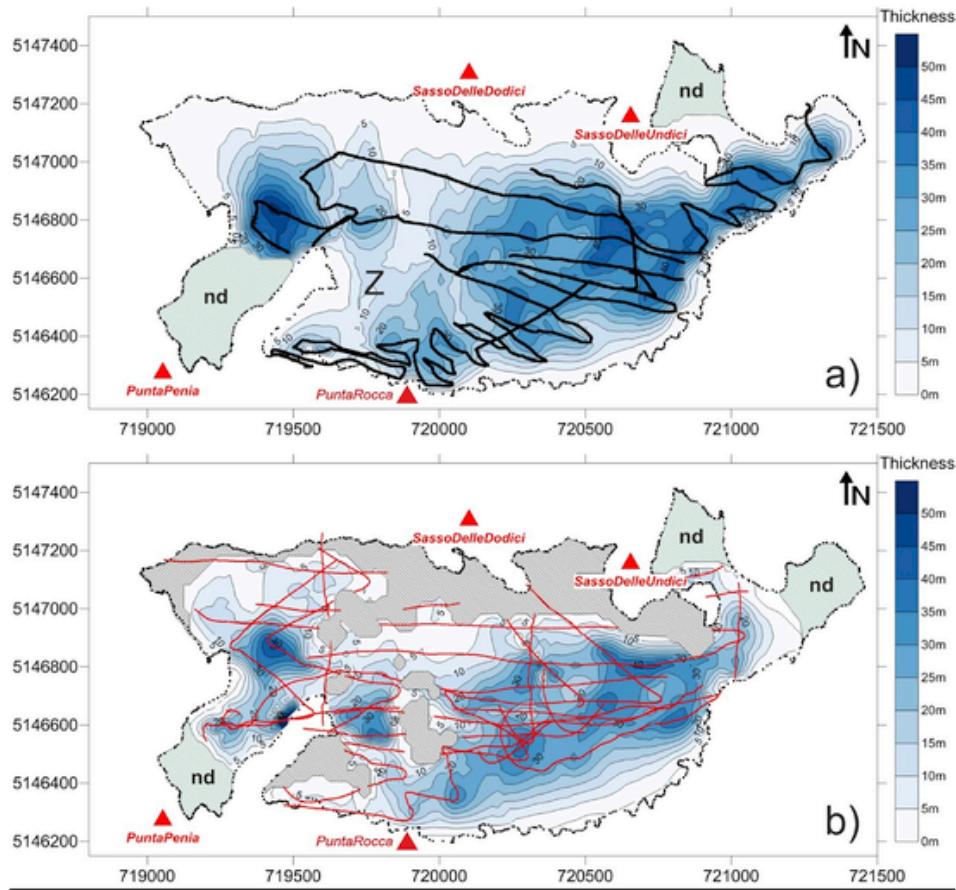 Thickness
5147400
N
nd
50m
SassoDelleDodici
45m
5147200
SassoDelleUndici
40m
5147000
35m
30m
5146800
25m
5146600
Z
20m
nd
15m
5146400
10m
PuntaPenia
PuntaRocca
a)
5m
5146200
0m
719000 719500 720000 720500 721000 721500
Thickness
5147400
N
nd
50m
SassoDelleDodici
45m
5147200
SassoDelleUndici
nd
40m
5147000
35m
30m
5146800
25m
5146600
20m
nd
15m
5146400
10m
PuntaPenia
PuntaRocca
b)
5m
5146200
0m
719000 719500 720000 720500 721000 721500